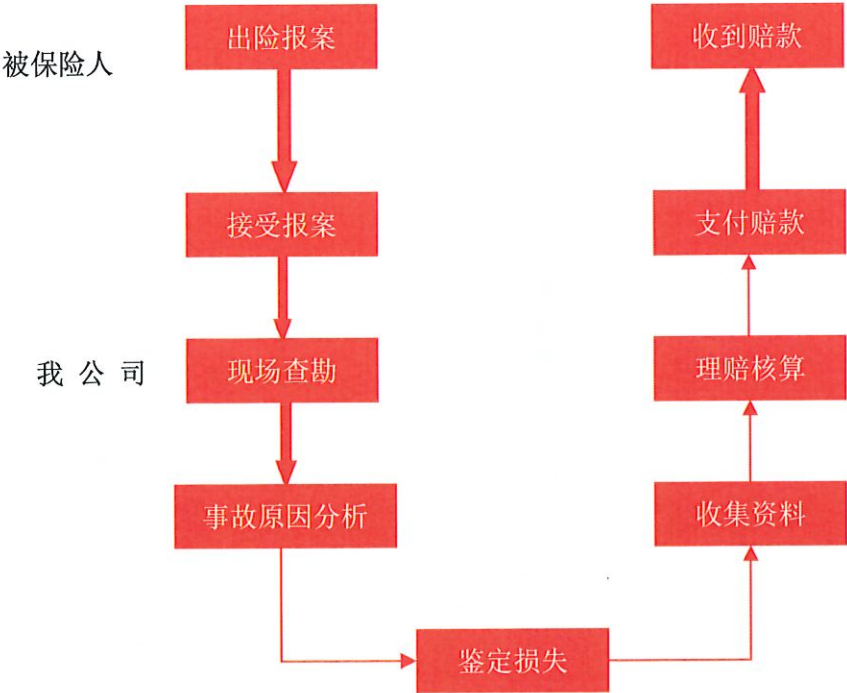 出险报案
收到赔款
被保险人
接受报案
支付赔款
我公司
现场查勘
理赔核算
事故原因分析
收集资料
鉴定损失